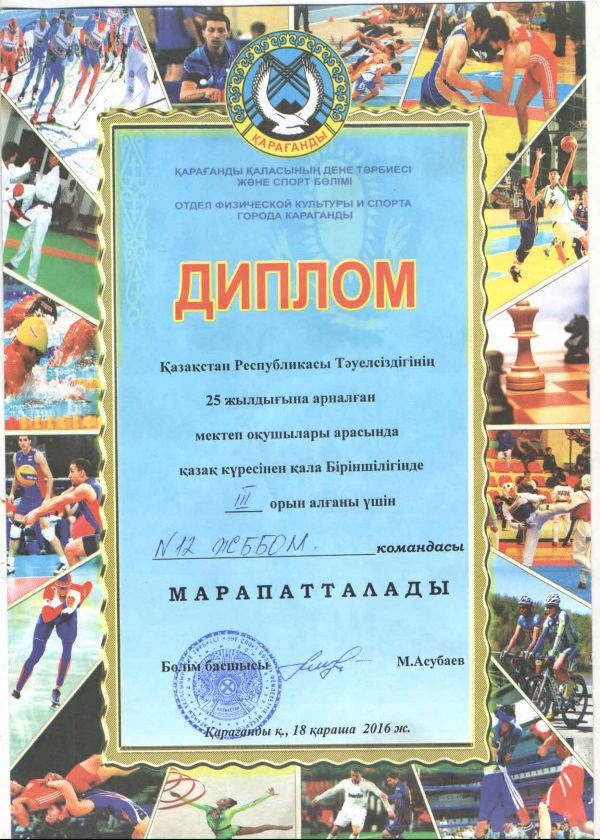 ҚАРАҒАНДЫ
ҚАРАҒАНДЫ ҚАЛАСЫНЫҢ ДЕНЕ ТӘРБИЕСІ
ЖӘНЕ СПОРТ БӨЛІМІ
ОТДЕЛ ФИЗИЧЕСКОЙ КУЛЬТУРЫ И СПОРТА
ГОРОДА КАРАГАНДЫ
ДИПЛОМ
Қазақстан Республикасы Тәуелсіздігінің
25 жылдығына арналған
мектеп оқушылары арасында
қазақ күресінен қала Біріншілігінде
III орын алғаны үшін
N12 ЖББОМ. командасы
МАРАПАТТАЛАДЫ
Бөлім басшысы М.Асубаев
Қарағанды қ., 18 қараша 2016 ж.